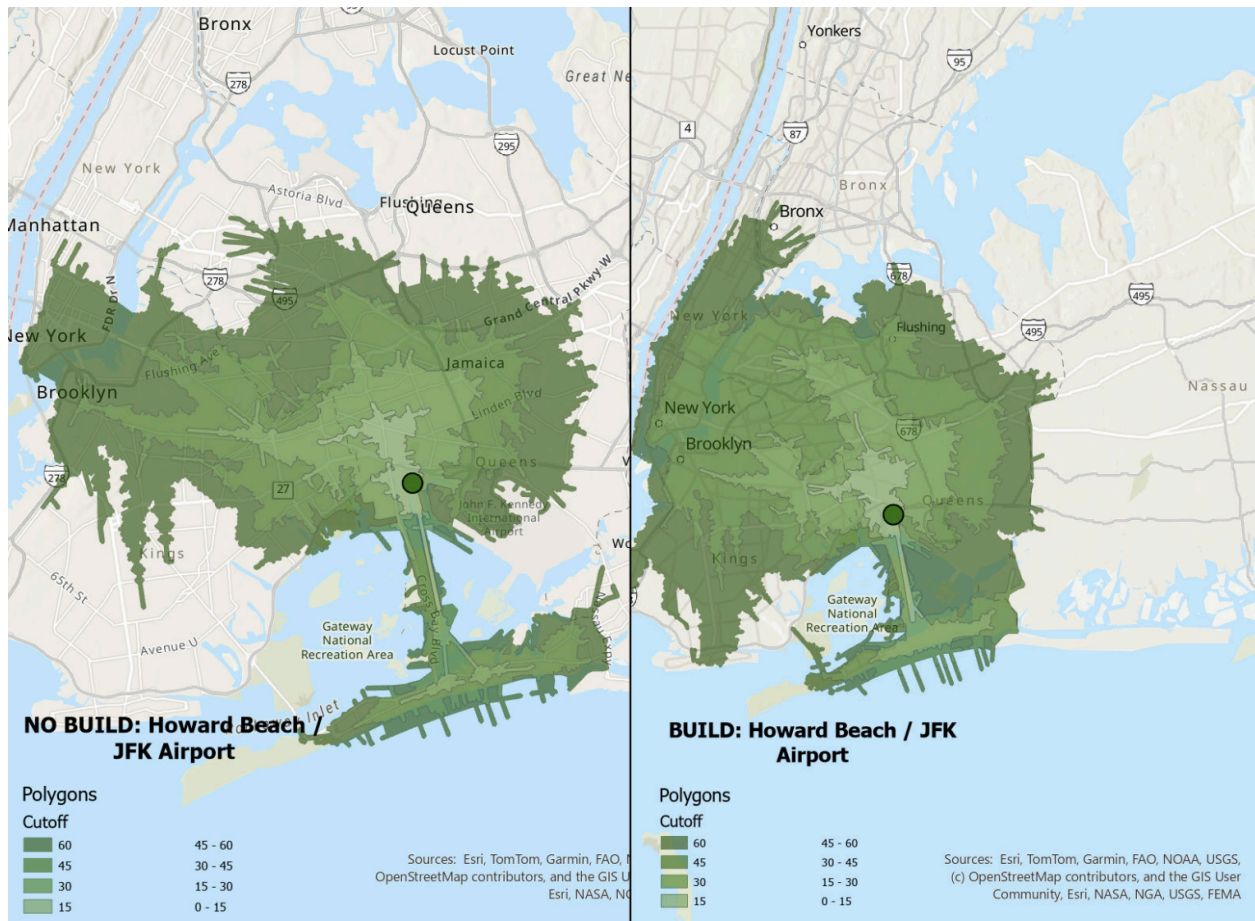 Bronx
Locust Point
Great Ne
278
295
New York
Astoria Blvd
Flushing
Queens
Manhattan
278
495
FDR Dr N
Grand Central Pkwy W
New York
Flushing Ave
Jamaica
Brooklyn
Linden Blvd
278
27
Queens
John F. Kenned
International
Airport
Kings
65th St
Cross Bay Blvd
Nassau Expy
Gateway
National
Recreation Area
Avenue U
Inlet
NO BUILD: Howard Beach /
JFK Airport
Polygons
Cutoff
60 45 - 60
45 30 - 45
30 15 - 30
15 0 - 15
Sources: Esri, TomTom, Garmin, FAO, N
OpenStreetMap contributors, and the GIS U
Esri, NASA, NG
Yonkers
95
4
87
Bronx
Bronx
678
495
New York
Flushing
495
Nassau
New York
Brooklyn
678
Queens
Kings
Gateway
National
Recreation Area
BUILD: Howard Beach / JFK
Airport
Polygons
Cutoff
60 45 - 60
45 30 - 45
30 15 - 30
15 0 - 15
Sources: Esri, TomTom, Garmin, FAO, NOAA, USGS,
(c) OpenStreetMap contributors, and the GIS User
Community, Esri, NASA, NGA, USGS, FEMA